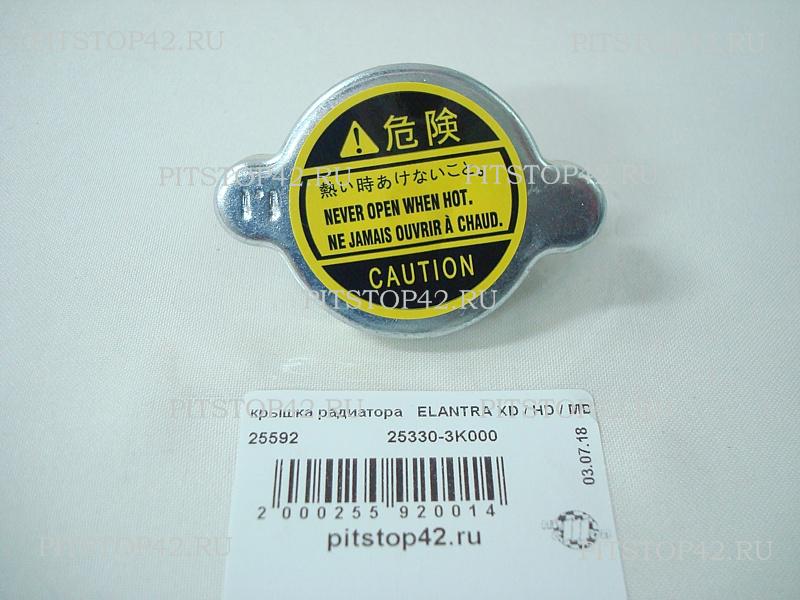 PITSTOP42.RU PITSTOP42.RU
危険
熱い時あけないこと。
NEVER OPEN WHEN HOT.
NE JAMAIS OUVRIR À CHAUD.
CAUTION
PITSTOP42.RU PITSTOP42.RU
PITSTOP42.RU
PITSTOP42.RU PITSTOP42.RU
крышка радиатора ELANTRA XD / HD / MD
25592 25330-3K000
03.07.18
2 000255 920014
pitstop42.ru
PITSTOP42.RU PITSTOP42.RU